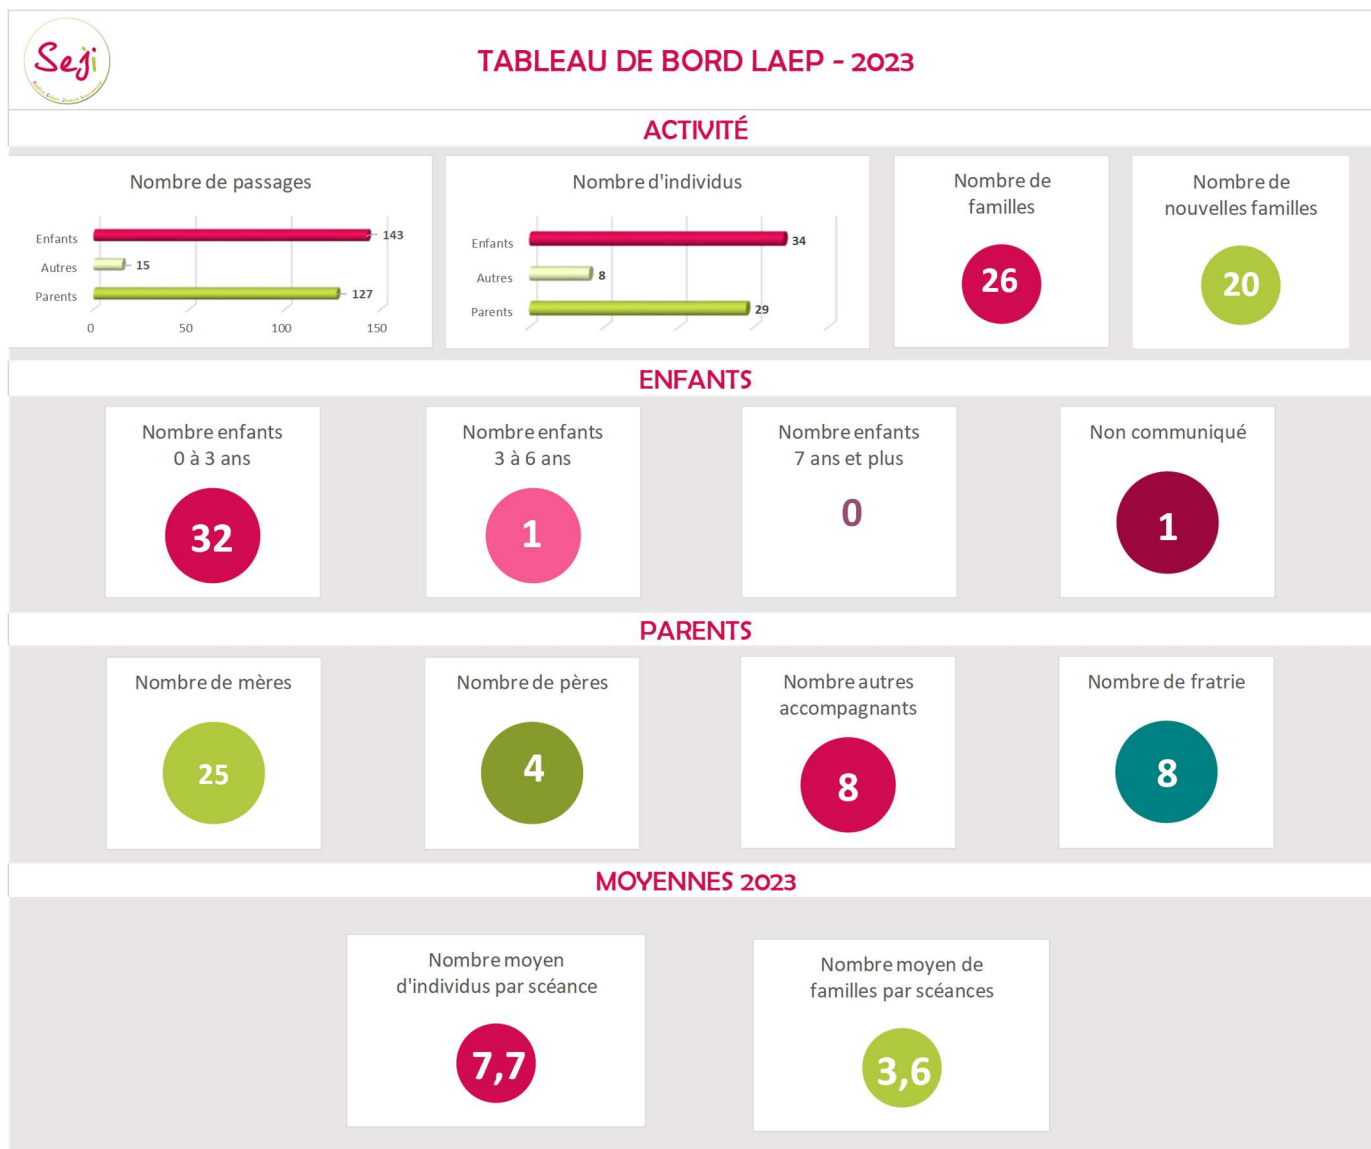 Seji
TABLEAU DE BORD LAEP - 2023
ACTIVITÉ
Nombre de passages
Enfants 143
Autres 15
Parents 127
0 50 100 150
Nombre d'individus
Enfants 34
Autres 8
Parents 29
Nombre de
familles
26
Nombre de
nouvelles familles
20
ENFANTS
Nombre enfants
0 à 3 ans
32
Nombre enfants
3 à 6 ans
1
Nombre enfants
7 ans et plus
0
Non communiqué
1
PARENTS
Nombre de mères
25
Nombre de pères
4
Nombre autres
accompagnants
8
Nombre de fratrie
8
MOYENNES 2023
Nombre moyen
d'individus par scéance
7,7
Nombre moyen de
familles par scéances
3,6